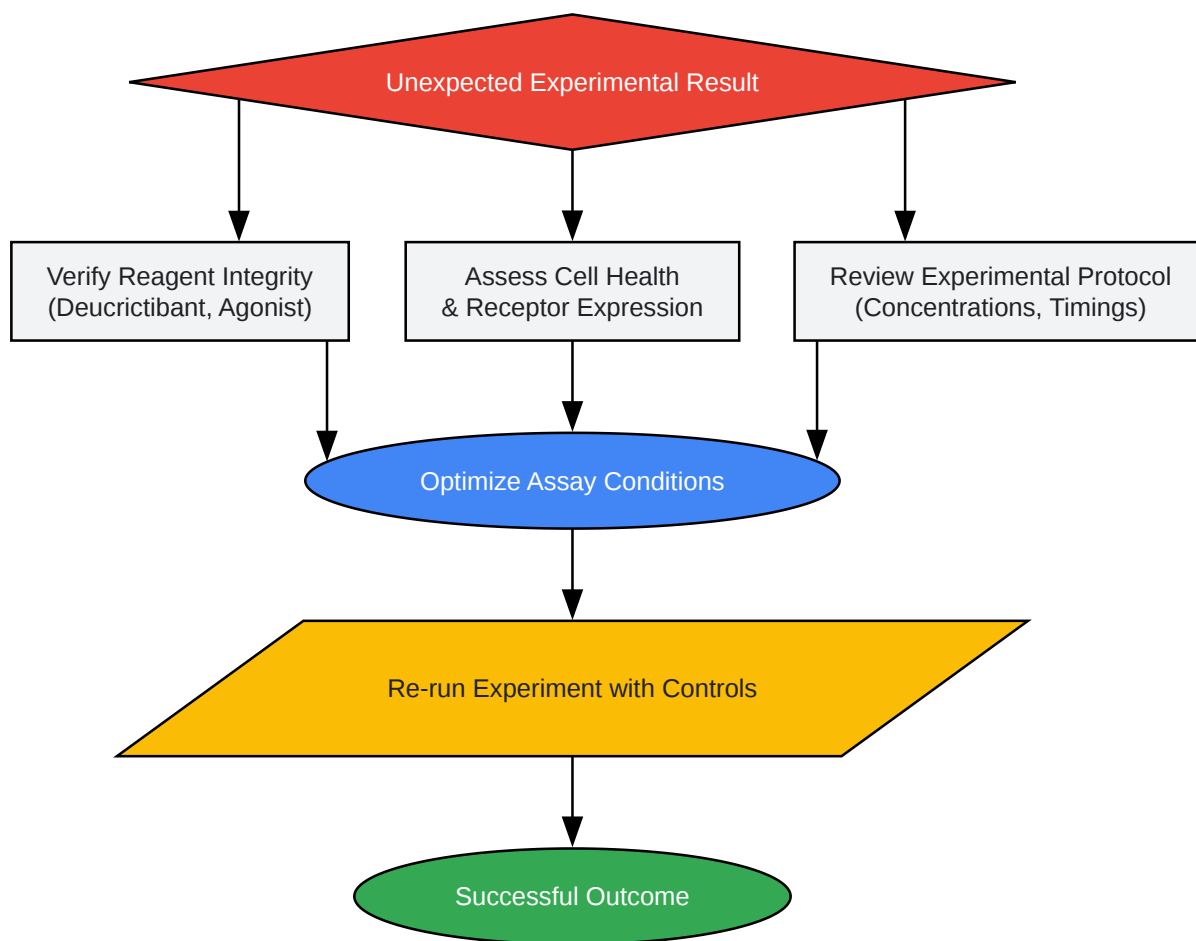 Unexpected Experimental Result
Verify Reagent Integrity
(Deucrictibant, Agonist)
Assess Cell Health
& Receptor Expression
Review Experimental Protocol
(Concentrations, Timings)
Optimize Assay Conditions
Re-run Experiment with Controls
Successful Outcome